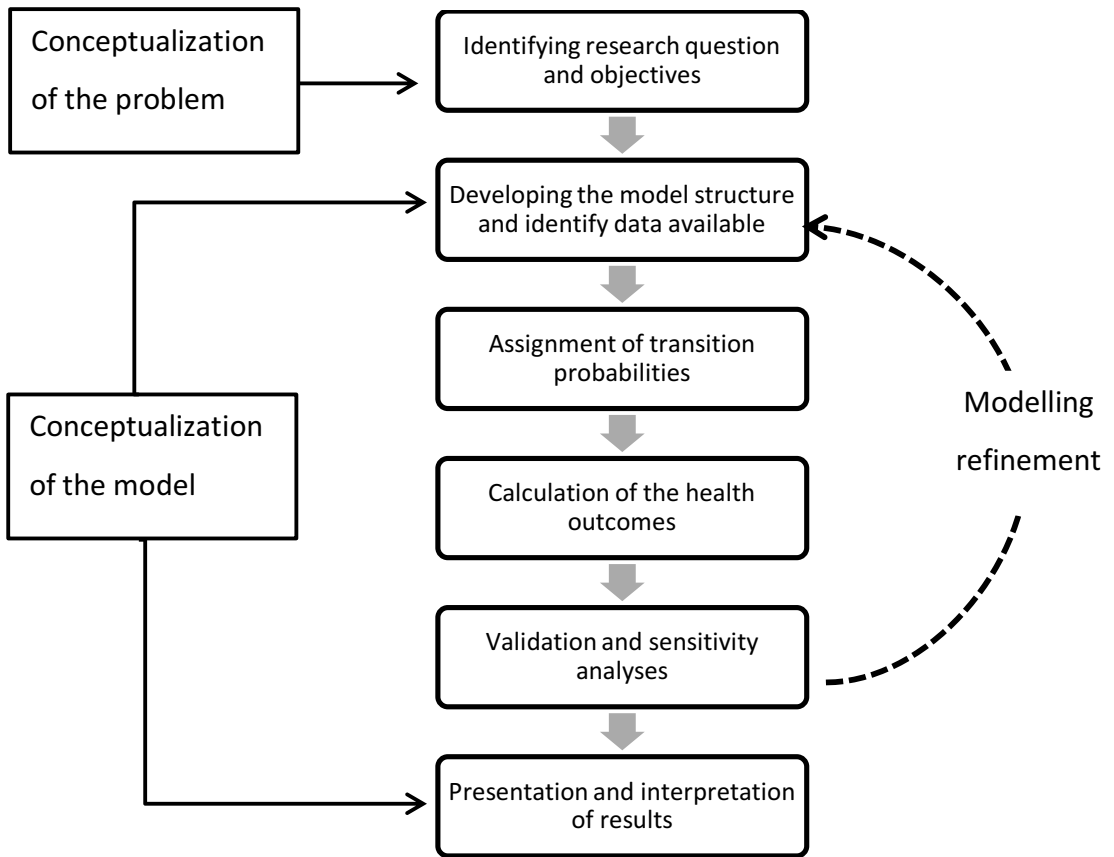 Conceptualization
of the problem
Identifying research question
and objectives
Developing the model structure
and identify data available
Assignment of transition
probabilities
Conceptualization
of the model
Modelling
refinement
Calculation of the health
outcomes
Validation and sensitivity
analyses
Presentation and interpretation
of results